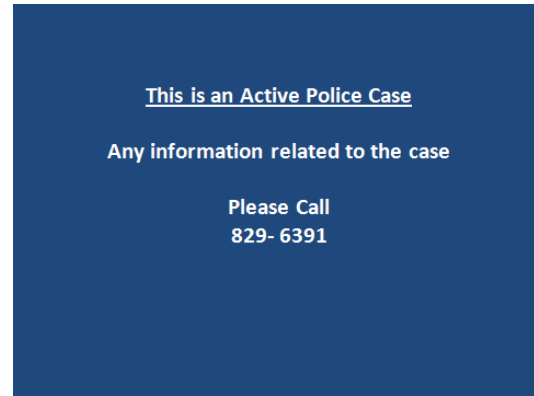 This is an Active Police Case
Any information related to the case
Please Call
829- 6391